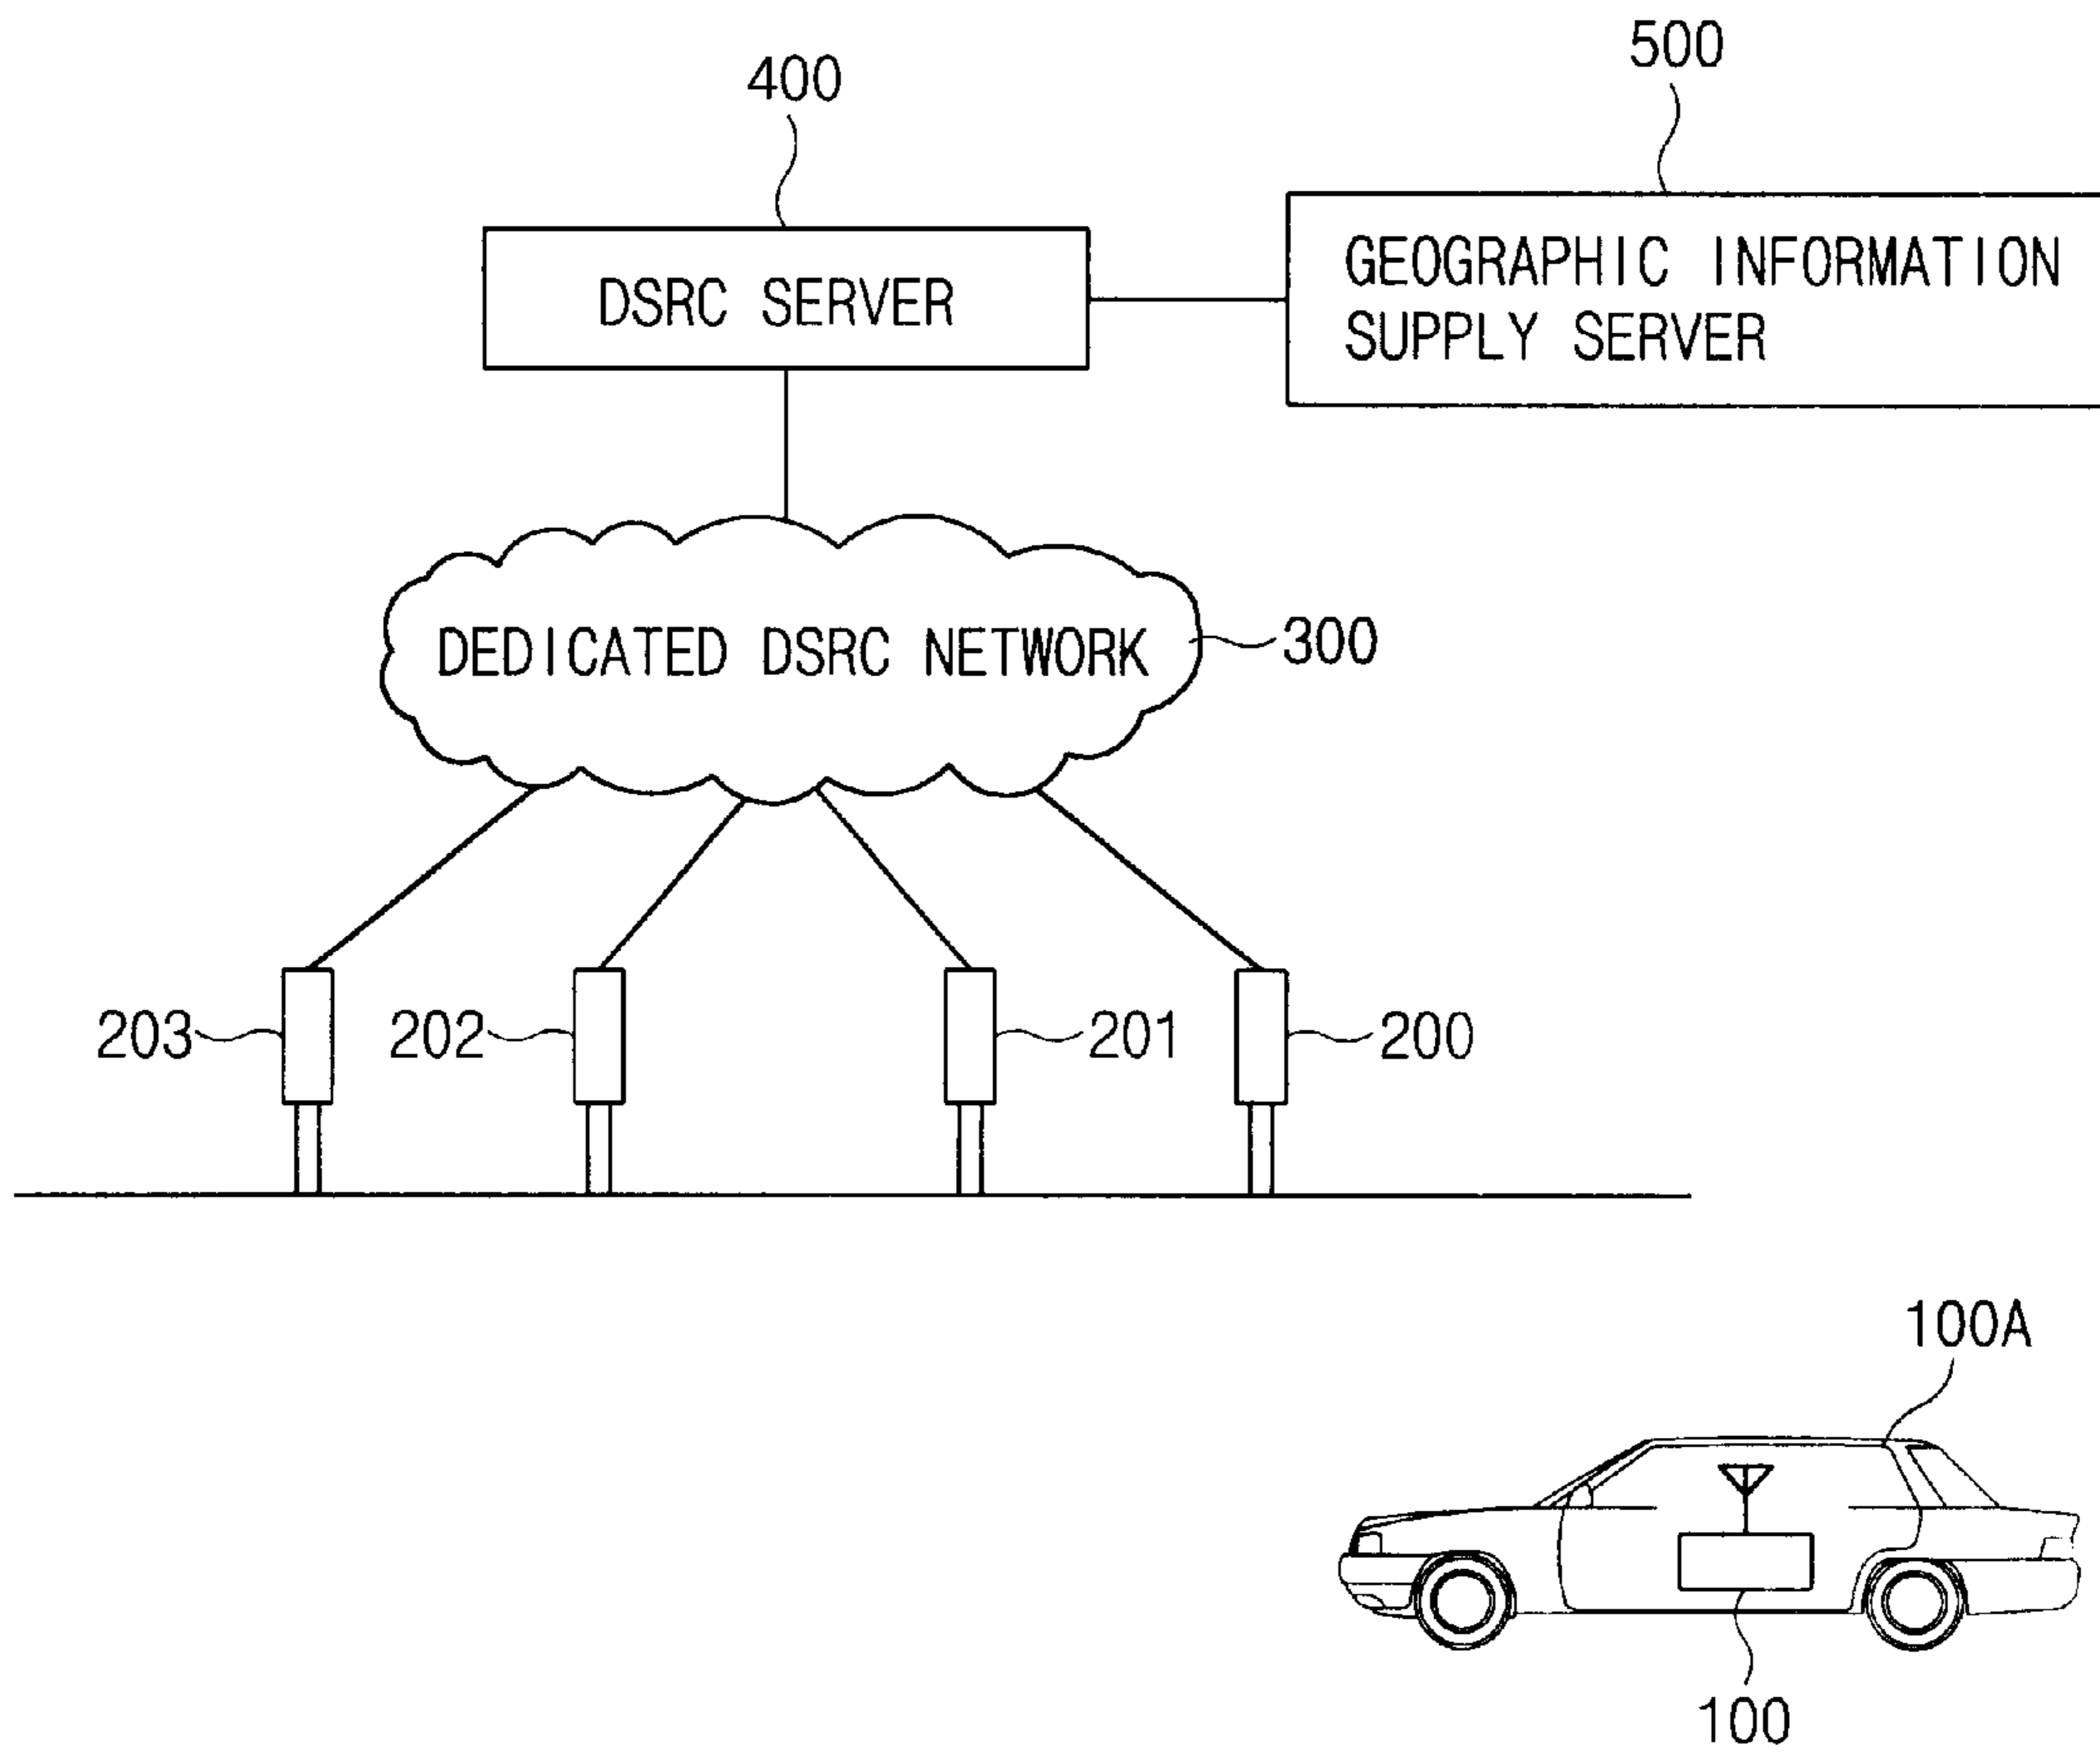 500
400
GEOGRAPHIC INFORMATION
SUPPLY SERVER
DSRC SERVER
DEDICATED DSRC NETWORK
300
203
202
201
200
100A
100